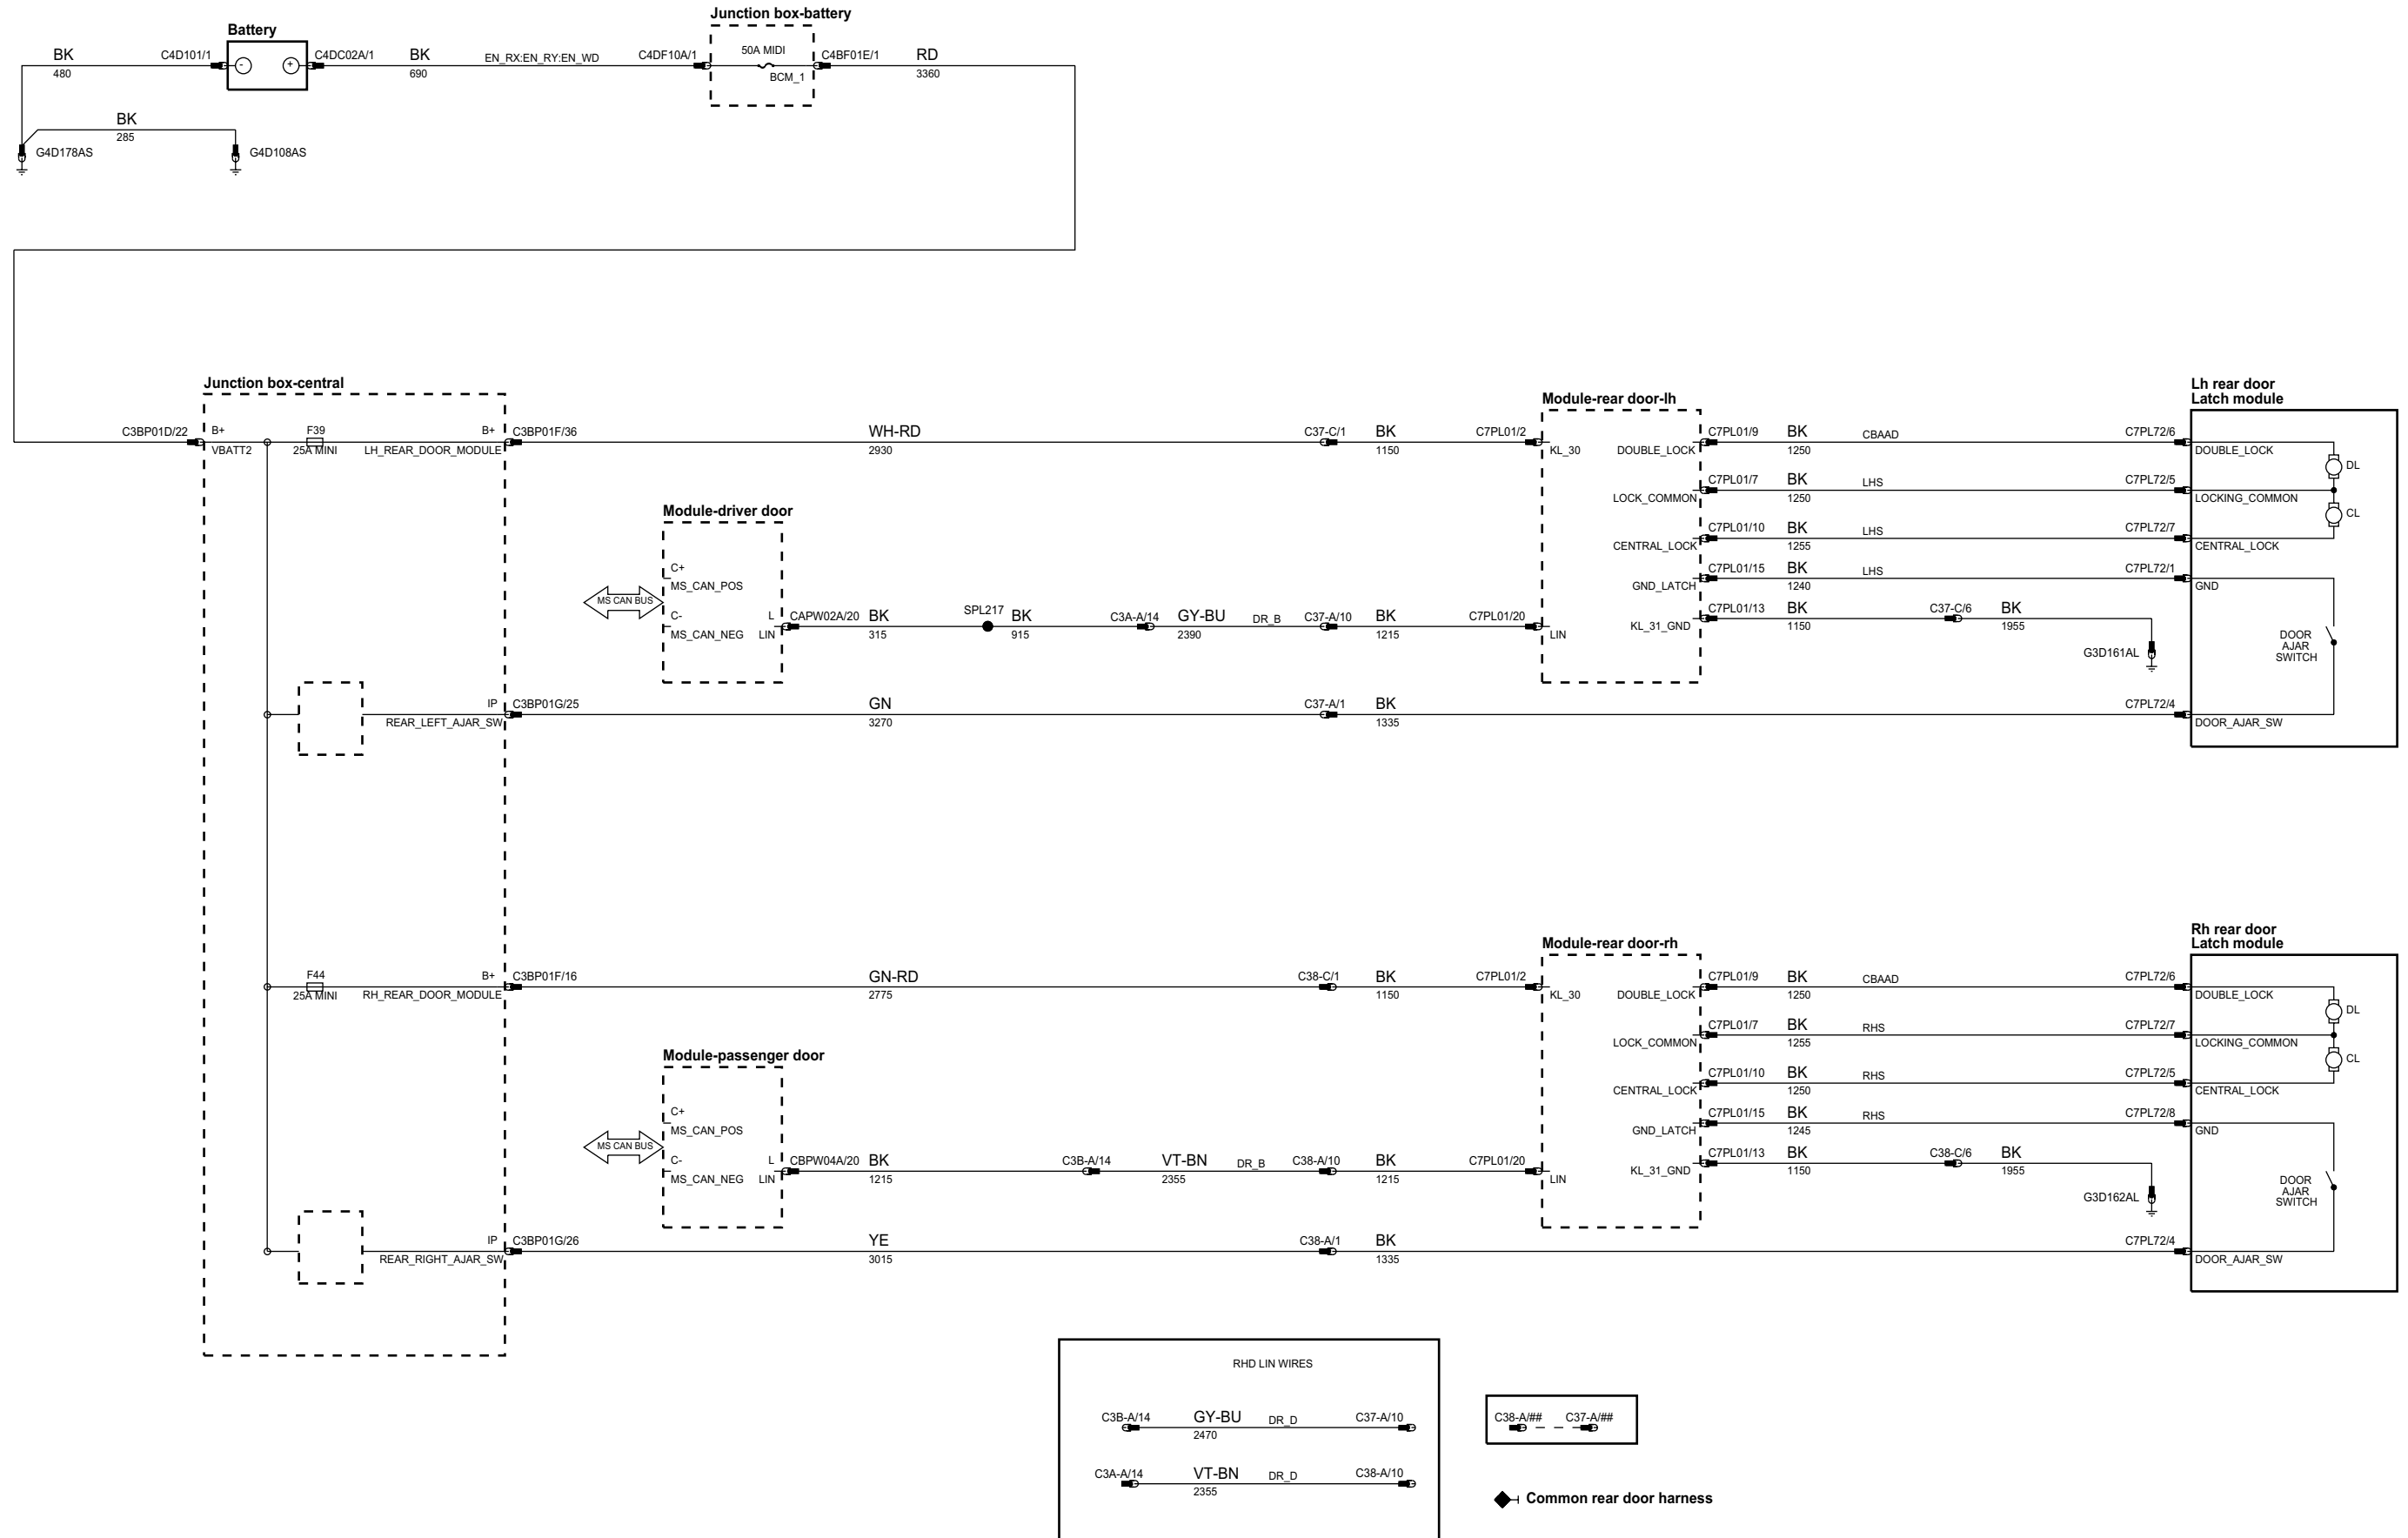 Junction box-battery
Battery
BK
480
C4D101/1
-
+
C4DC02A/1
BK
690
EN_RX:EN_RY:EN_WD
C4DF10A/1
50A MIDI
BCM_1
C4BF01E/1
RD
3360
BK
285
G4D178AS
G4D108AS
Junction box-central
C3BP01D/22
B+
VBATT2
F39
25A MINI
B+
LH_REAR_DOOR_MODULE
C3BP01F/36
WH-RD
2930
C37-C/1
BK
1150
C7PL01/2
Module-rear door-lh
KL_30
DOUBLE_LOCK
C7PL01/9
BK
1250
CBAAD
C7PL72/6
Lh rear door
Latch module
DOUBLE_LOCK
DL
LOCK_COMMON
C7PL01/7
BK
1250
LHS
C7PL72/5
LOCKING_COMMON
CL
CENTRAL_LOCK
C7PL01/10
BK
1255
LHS
C7PL72/7
CENTRAL_LOCK
GND_LATCH
C7PL01/15
BK
1240
LHS
C7PL72/1
GND
KL_31_GND
C7PL01/13
BK
1150
C37-C/6
BK
1955
G3D161AL
DOOR
AJAR
SWITCH
Module-driver door
MS CAN BUS
C+
MS_CAN_POS
C-
MS_CAN_NEG
L
LIN
CAPW02A/20
BK
315
SPL217
BK
915
C3A-A/14
GY-BU
2390
DR_B
C37-A/10
BK
1215
C7PL01/20
LIN
IP
REAR_LEFT_AJAR_SW
C3BP01G/25
GN
3270
C37-A/1
BK
1335
C7PL72/4
DOOR_AJAR_SW
F44
25A MINI
B+
RH_REAR_DOOR_MODULE
C3BP01F/16
GN-RD
2775
C38-C/1
BK
1150
C7PL01/2
Module-rear door-rh
KL_30
DOUBLE_LOCK
C7PL01/9
BK
1250
CBAAD
C7PL72/6
Rh rear door
Latch module
DOUBLE_LOCK
DL
LOCK_COMMON
C7PL01/7
BK
1255
RHS
C7PL72/7
LOCKING_COMMON
CL
CENTRAL_LOCK
C7PL01/10
BK
1250
RHS
C7PL72/5
CENTRAL_LOCK
GND_LATCH
C7PL01/15
BK
1245
RHS
C7PL72/8
GND
KL_31_GND
C7PL01/13
BK
1150
C38-C/6
BK
1955
G3D162AL
DOOR
AJAR
SWITCH
Module-passenger door
MS CAN BUS
C+
MS_CAN_POS
C-
MS_CAN_NEG
L
LIN
CBPW04A/20
BK
1215
C3B-A/14
VT-BN
2355
DR_B
C38-A/10
BK
1215
C7PL01/20
LIN
IP
REAR_RIGHT_AJAR_SW
C3BP01G/26
YE
3015
C38-A/1
BK
1335
C7PL72/4
DOOR_AJAR_SW
RHD LIN WIRES
C3B-A/14
GY-BU
2470
DR_D
C37-A/10
C3A-A/14
VT-BN
2355
DR_D
C38-A/10
C38-A/##
C37-A/##
Common rear door harness